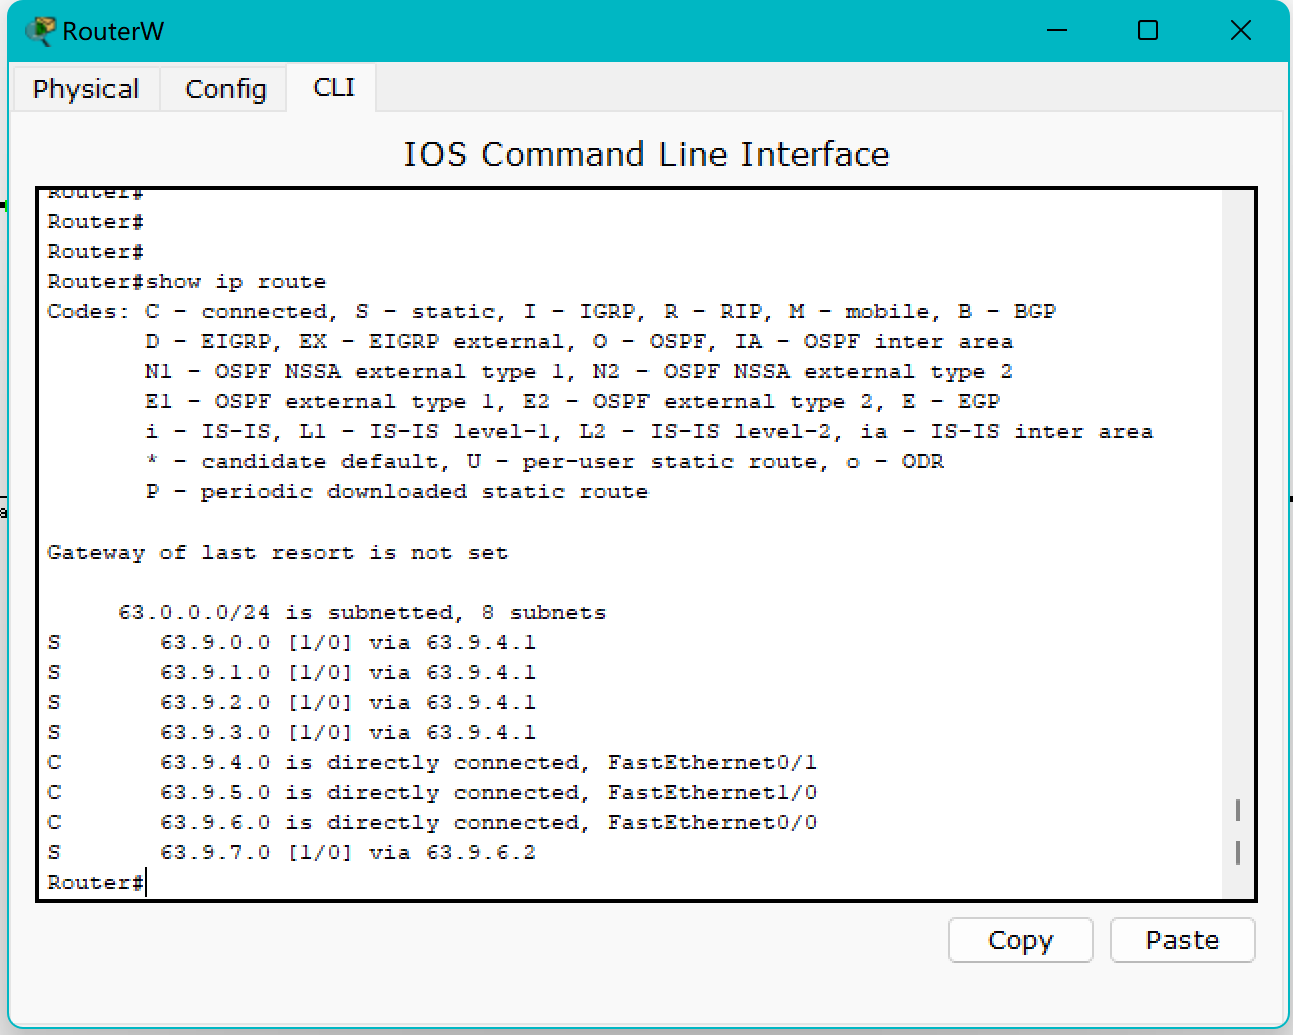 RouterW
Physical Config CLI
IOS Command Line Interface
Router#
Router#
Router#
Router#show ip route
Codes: C - connected, S - static, I - IGRP, R - RIP, M - mobile, B - BGP
D - EIGRP, EX - EIGRP external, O - OSPF, IA - OSPF inter area
N1 - OSPF NSSA external type 1, N2 - OSPF NSSA external type 2
E1 - OSPF external type 1, E2 - OSPF external type 2, E - EGP
i - IS-IS, L1 - IS-IS level-1, L2 - IS-IS level-2, ia - IS-IS inter area
* - candidate default, U - per-user static route, o - ODR
P - periodic downloaded static route
Gateway of last resort is not set
63.0.0.0/24 is subnetted, 8 subnets
S 63.9.0.0 [1/0] via 63.9.4.1
S 63.9.1.0 [1/0] via 63.9.4.1
S 63.9.2.0 [1/0] via 63.9.4.1
S 63.9.3.0 [1/0] via 63.9.4.1
C 63.9.4.0 is directly connected, FastEthernet0/1
C 63.9.5.0 is directly connected, FastEthernet1/0
C 63.9.6.0 is directly connected, FastEthernet0/0
S 63.9.7.0 [1/0] via 63.9.6.2
Router#
Copy Paste